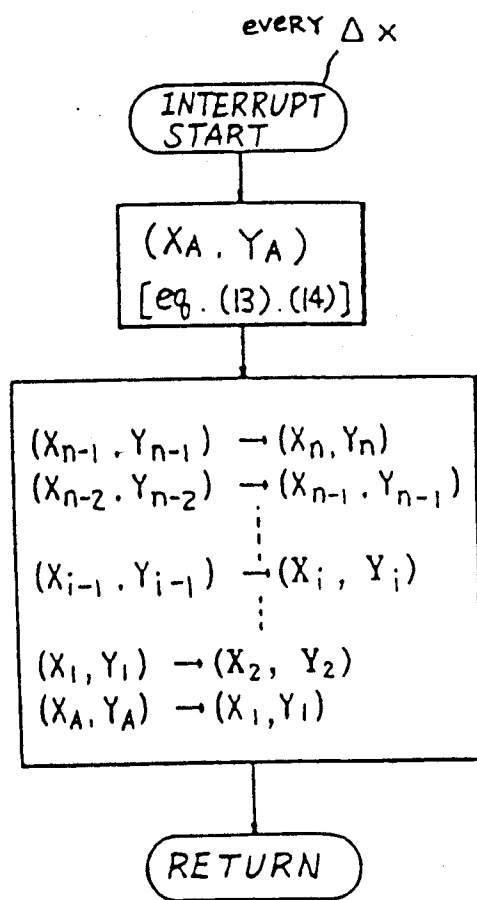 every Δ x
INTERRUPT
START
(XA. YA)
[eq. (13). (14)]
(Xn-1. Yn-1) → (Xn, Yn)
(Xn-2. Yn-2) → (Xn-1. Yn-1)
(Xi-1. Yi-1) → (Xi, Yi)
(X1, Y1) → (X2, Y2)
(XA, YA) → (X1, Y1)
RETURN